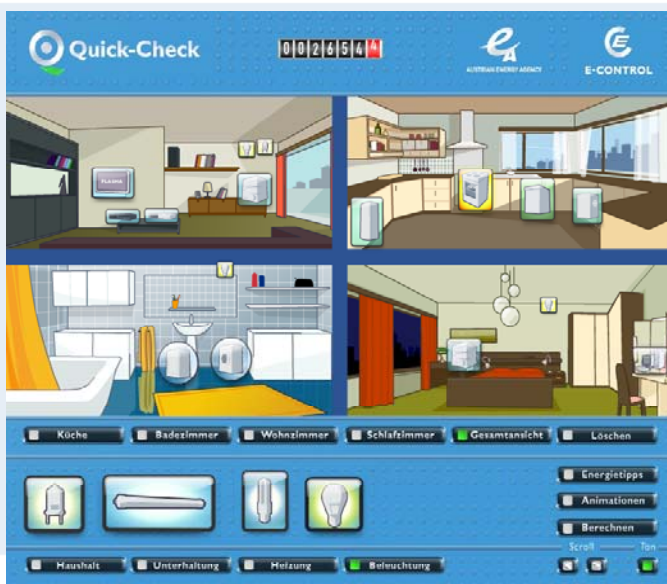 Quick-Check
0026544
AUSTRIAN ENERGY AGENCY
E-CONTROL
PLASMA
Küche
Badezimmer
Wohnzimmer
Schlafzimmer
Gesamtansicht
Löschen
Energietipps
Animationen
Berechnen
Scroll
Ton
Haushalt
Unterhaltung
Heizung
Beleuchtung